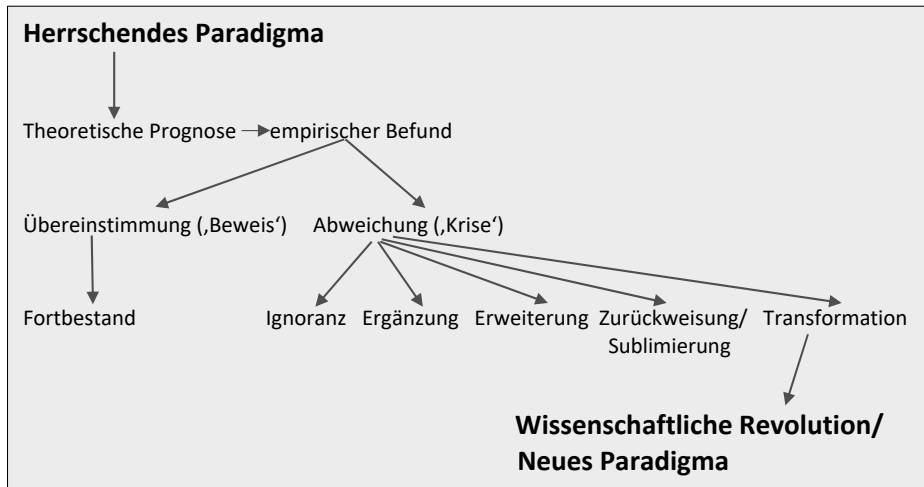 Herrschendes Paradigma
Theoretische Prognose empirischer Befund
Übereinstimmung (‚Beweis‘) Abweichung (‚Krise‘)
Fortbestand Ignoranz Ergänzung Erweiterung Zurückweisung/ Transformation
Sublimierung
Wissenschaftliche Revolution/
Neues Paradigma